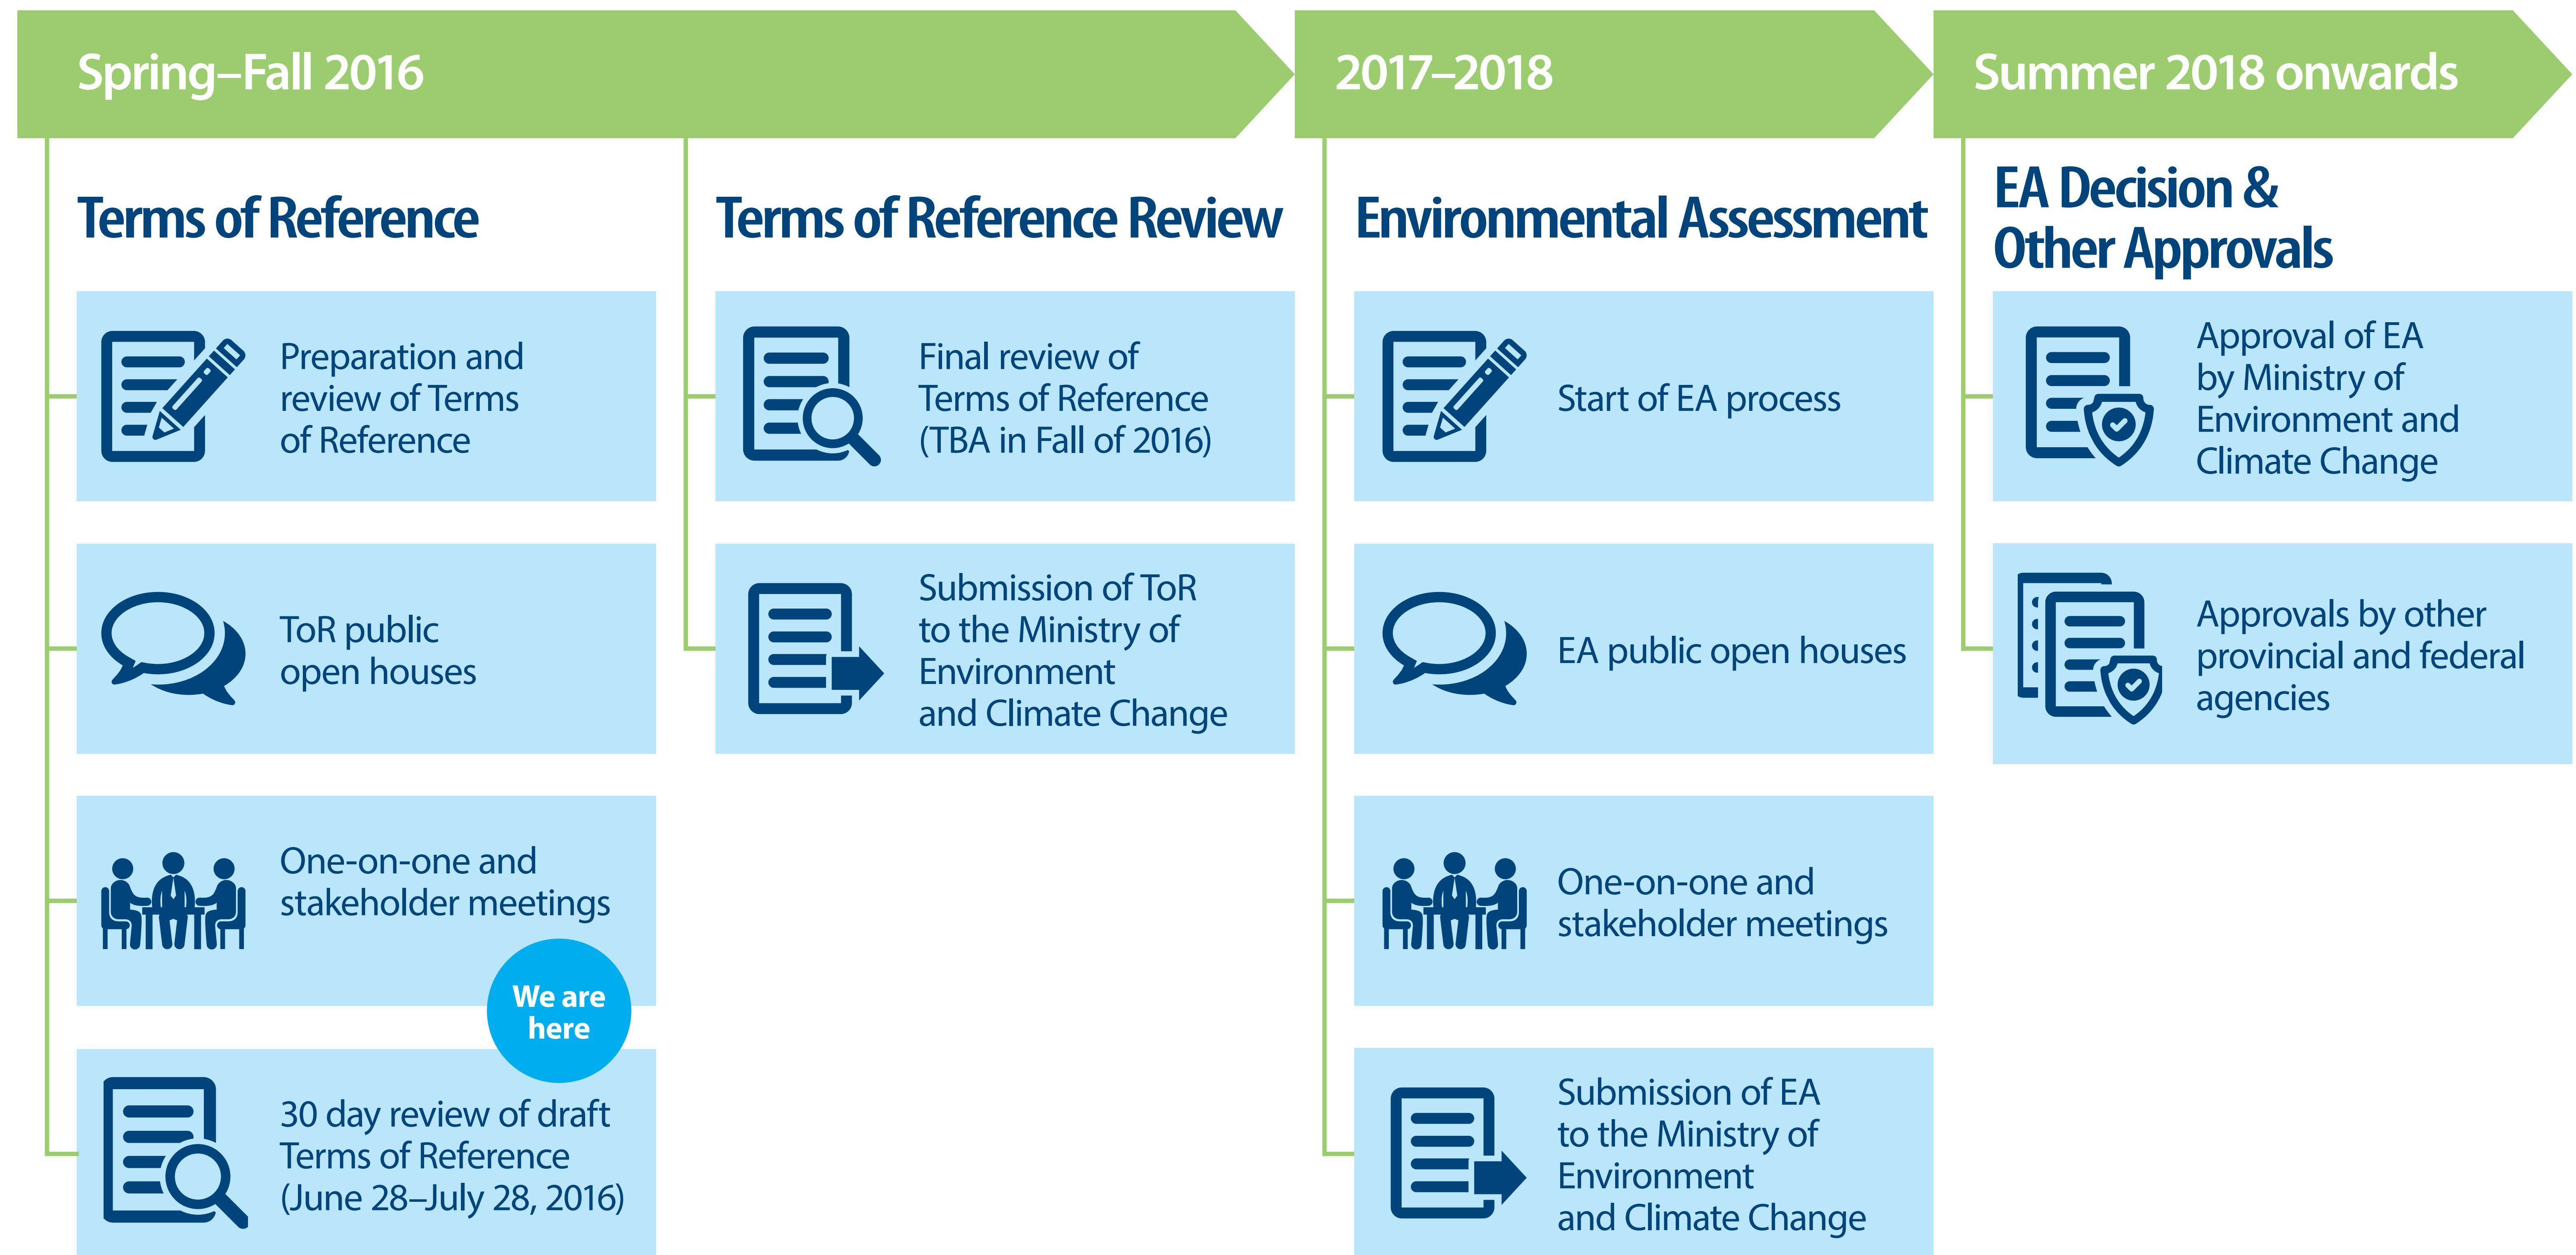 Spring–Fall 2016
2017–2018
Summer 2018 onwards
Terms of Reference
Preparation and
review of Terms
of Reference
ToR public
open houses
One-on-one and
stakeholder meetings
We are
here
30 day review of draft
Terms of Reference
(June 28–July 28, 2016)
Terms of Reference Review
Final review of
Terms of Reference
(TBA in Fall of 2016)
Submission of ToR
to the Ministry of
Environment
and Climate Change
Environmental Assessment
Start of EA process
EA public open houses
One-on-one and
stakeholder meetings
Submission of EA
to the Ministry of
Environment
and Climate Change
EA Decision &
Other Approvals
Approval of EA
by Ministry of
Environment and
Climate Change
Approvals by other
provincial and federal
agencies